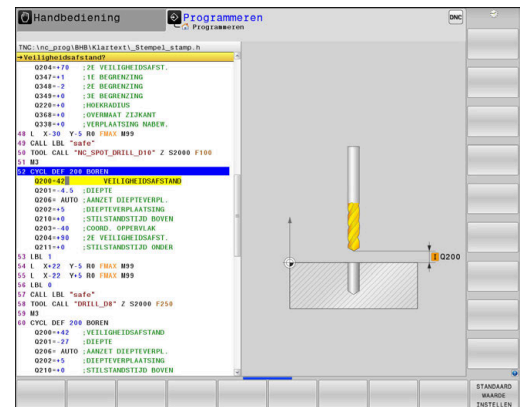 Handbediening
Programmeren
Programmeren
DNC
TNC:\nc_prog\BHB\Klartext\_Stempel_stamp.h
→Veiligheidsafstand?
Q204=+70 ;2E VEILIGHEIDSAFST.
Q347=+1 ;1E BEGRENZING
Q348=-2 ;2E BEGRENZING
Q349=+0 ;3E BEGRENZING
Q220=+0 ;HOEKRADIUS
Q368=+0 ;OVERMAAT ZIJKANT
Q338=+0 ;VERPLAATSING NABEW.
48 L X-30 Y-5 R0 FMAX M99
49 CALL LBL "safe"
50 TOOL CALL "NC_SPOT_DRILL_D10" Z S2000 F100
51 M3
52 CYCL DEF 200 BOREN
Q200=42 VEILIGHEIDSAFSTAND
Q201=-4.5 ;DIEPTE
Q206= AUTO ;AANZET DIEPTEVERPL.
Q202=+5 ;DIEPTEVERPLAATSING
Q210=+0 ;STILSTANDSTIJD BOVEN
Q203=-40 ;COORD. OPPERVLAK
Q204=+90 ;2E VEILIGHEIDSAFST.
Q211=+0 ;STILSTANDSTIJD ONDER
53 LBL 1
54 L X+22 Y-5 R0 FMAX M99
55 L X-22 Y+5 R0 FMAX M99
56 LBL 0
57 CALL LBL "safe"
58 TOOL CALL "DRILL_D8" Z S2000 F250
59 M3
60 CYCL DEF 200 BOREN
Q200=+42 ;VEILIGHEIDSAFSTAND
Q201=-27 ;DIEPTE
Q206= AUTO ;AANZET DIEPTEVERPL.
Q202=+5 ;DIEPTEVERPLAATSING
Q210=+0 ;STILSTANDSTIJD BOVEN
Q200
STANDAARD
WAARDE
INSTELLEN